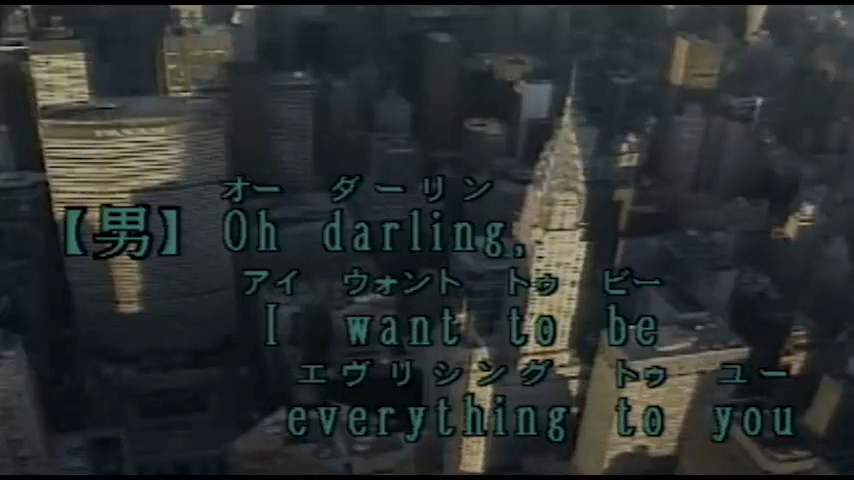 オー ダーリン
【男】 Oh darling,
アイ ウォント トゥ ビー
I want to be
エヴリシング トゥ ユー
everything to you